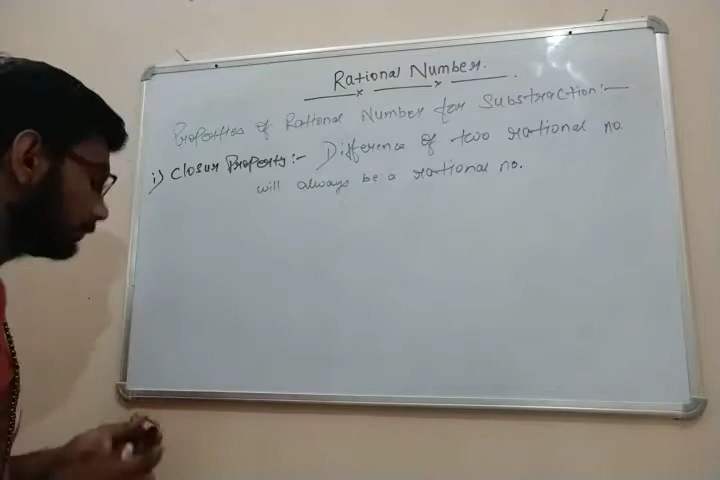 Rational Number.
Properties of Rational Number for Substraction:-
i) Closure Property:- Difference of two rational no.
will always be a rational no.